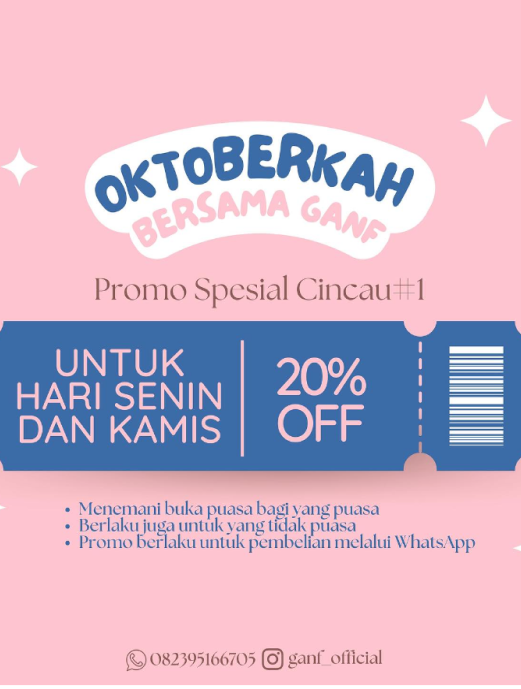 OKTOBERKAH
BERSAMA GANF
Promo Spesial Cincau#1
UNTUK
HARI SENIN
DAN KAMIS
20%
OFF
• Menemani buka puasa bagi yang puasa
• Berlaku juga untuk yang tidak puasa
• Promo berlaku untuk pembelian melalui WhatsApp
082395166705 ganf_official